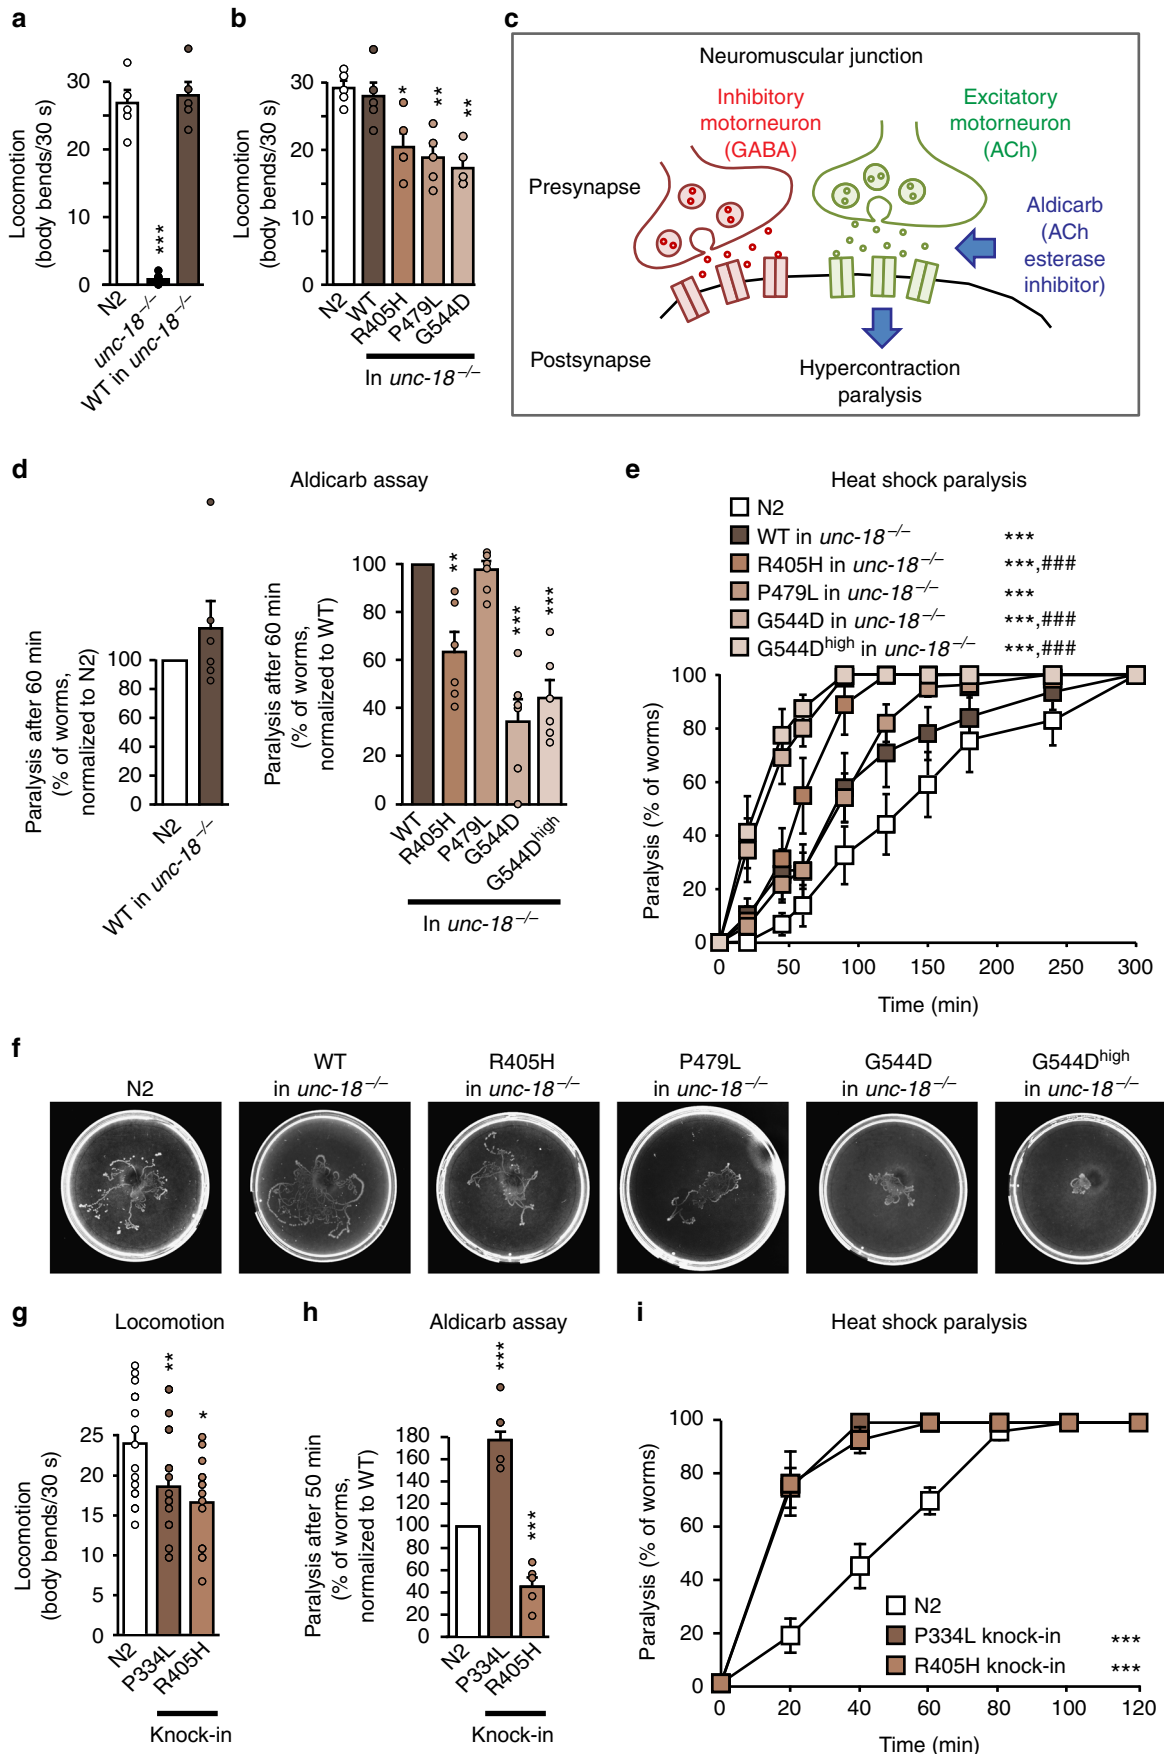 a
Locomotion
(body bends/30 s)
30
20
10
0
***
N2
unc-18−/−
WT in unc-18−/−
b
Locomotion
(body bends/30 s)
30
20
10
0
*
**
**
N2
WT
R405H
P479L
G544D
In unc-18−/−
c
Neuromuscular junction
Inhibitory
motorneuron
(GABA)
Excitatory
motorneuron
(ACh)
Presynapse
Aldicarb
(ACh
esterase
inhibitor)
Postsynapse
Hypercontraction
paralysis
d
Aldicarb assay
Paralysis after 60 min
(% of worms,
normalized to N2)
100
80
60
40
20
0
N2
WT in unc-18−/−
Paralysis after 60 min
(% of worms,
normalized to WT)
100
80
60
40
20
0
**
***
***
WT
R405H
P479L
G544D
G544Dhigh
In unc-18−/−
e
Heat shock paralysis
N2
WT in unc-18−/− ***
R405H in unc-18−/− ***,###
P479L in unc-18−/− ***
G544D in unc-18−/− ***,###
G544Dhigh in unc-18−/− ***,###
Paralysis (% of worms)
100
80
60
40
20
0
0 50 100 150 200 250 300
Time (min)
f
N2
WT
in unc-18−/−
R405H
in unc-18−/−
P479L
in unc-18−/−
G544D
in unc-18−/−
G544Dhigh
in unc-18−/−
g
Locomotion
Locomotion
(body bends/30 s)
25
20
15
10
5
0
**
*
N2
P334L
R405H
Knock-in
h
Aldicarb assay
Paralysis after 50 min
(% of worms,
normalized to WT)
180
160
140
120
100
80
60
40
20
0
***
***
N2
P334L
R405H
Knock-in
i
Heat shock paralysis
Paralysis (% of worms)
100
80
60
40
20
0
N2
P334L knock-in ***
R405H knock-in ***
0 20 40 60 80 100 120
Time (min)